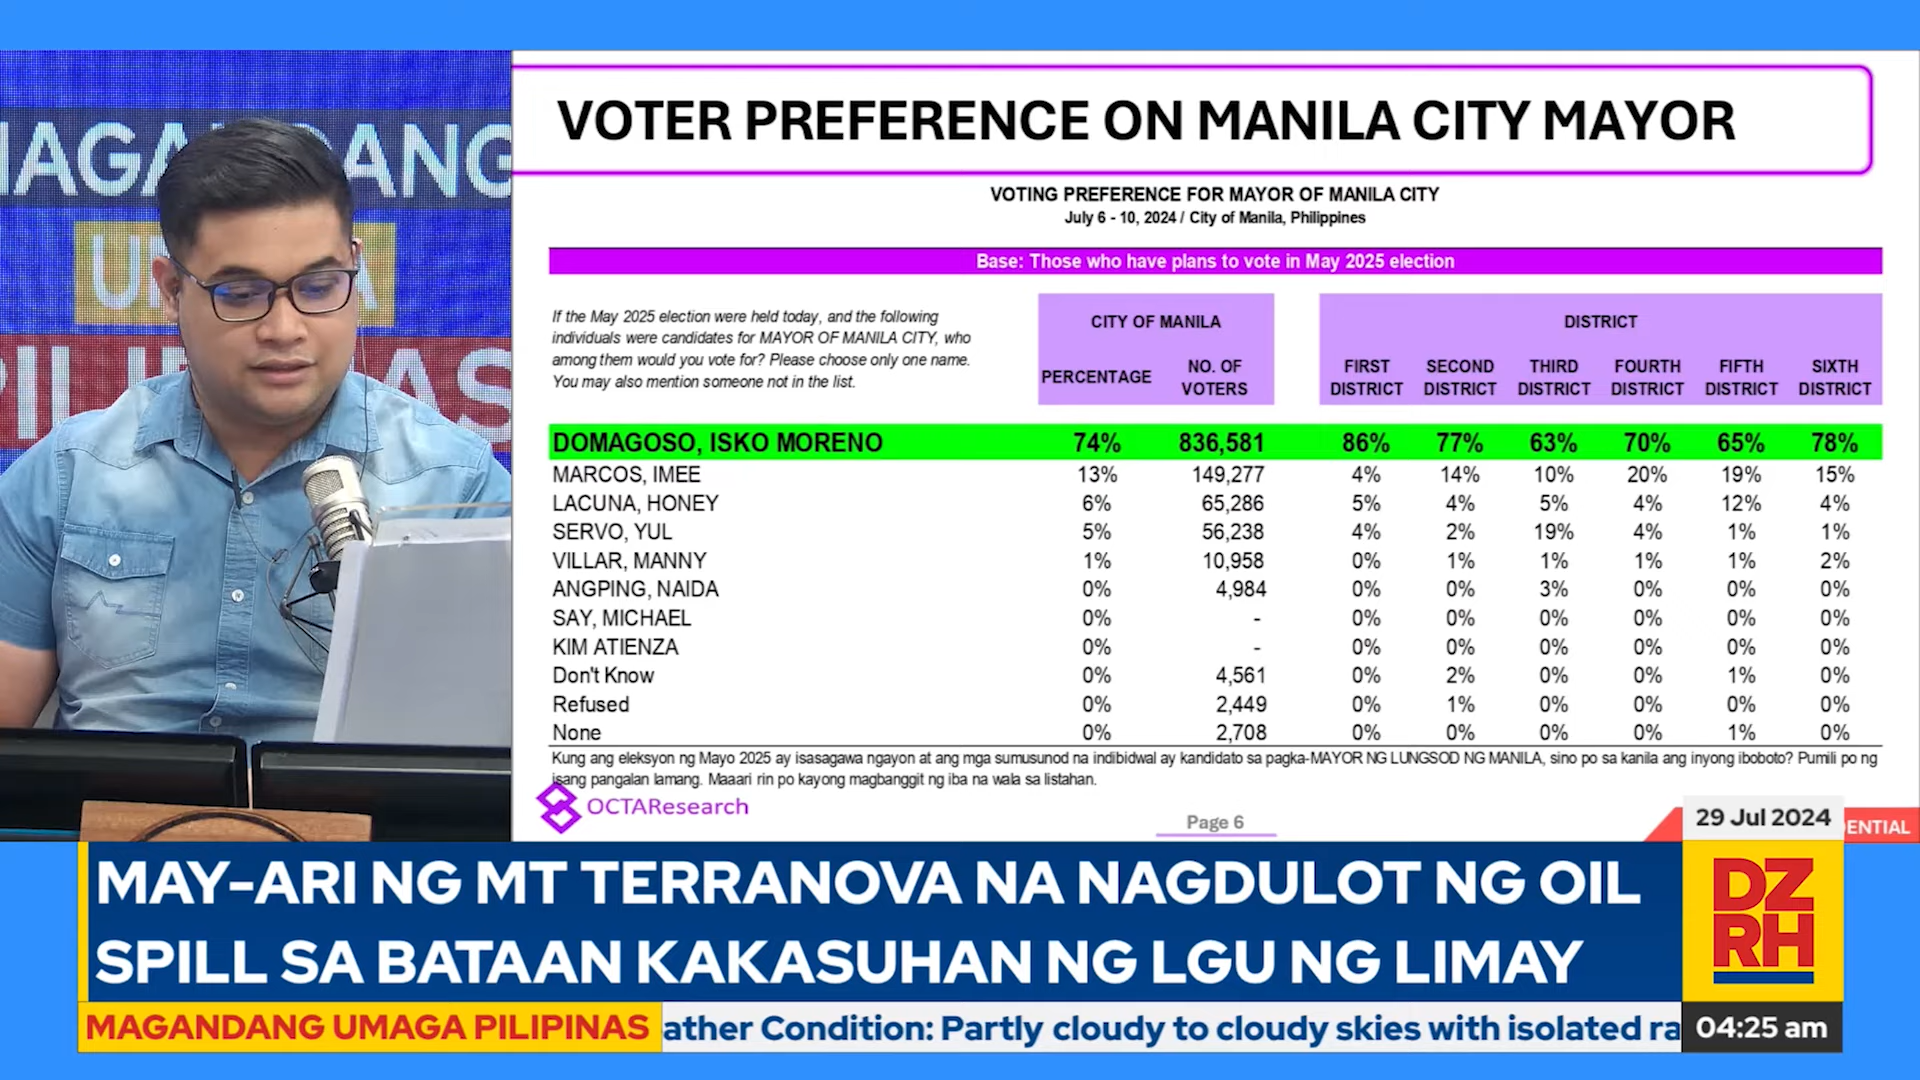 VOTER PREFERENCE ON MANILA CITY MAYOR
VOTING PREFERENCE FOR MAYOR OF MANILA CITY
July 6 - 10, 2024 / City of Manila, Philippines
Base: Those who have plans to vote in May 2025 election
If the May 2025 election were held today, and the following
individuals were candidates for MAYOR OF MANILA CITY, who
among them would you vote for? Please choose only one name.
You may also mention someone not in the list.
CITY OF MANILA DISTRICT
PERCENTAGE NO. OF VOTERS FIRST DISTRICT SECOND DISTRICT THIRD DISTRICT FOURTH DISTRICT FIFTH DISTRICT SIXTH DISTRICT
DOMAGOSO, ISKO MORENO 74% 836,581 86% 77% 63% 70% 65% 78%
MARCOS, IMEE 13% 149,277 4% 14% 10% 20% 19% 15%
LACUNA, HONEY 6% 65,286 5% 4% 5% 4% 12% 4%
SERVO, YUL 5% 56,238 4% 2% 19% 4% 1% 1%
VILLAR, MANNY 1% 10,958 0% 1% 1% 1% 1% 2%
ANGPING, NAIDA 0% 4,984 0% 0% 3% 0% 0% 0%
SAY, MICHAEL 0% - 0% 0% 0% 0% 0% 0%
KIM ATIENZA 0% - 0% 0% 0% 0% 0% 0%
Don't Know 0% 4,561 0% 2% 0% 0% 1% 0%
Refused 0% 2,449 0% 1% 0% 0% 0% 0%
None 0% 2,708 0% 0% 0% 0% 1% 0%
Kung ang eleksyon ng Mayo 2025 ay isasagawa ngayon at ang mga sumusunod na indibidwal ay kandidato sa pagka-MAYOR NG LUNGSOD NG MANILA, sino po sa kanila ang inyong iboboto? Pumili po ng
isang pangalan lamang. Maaari rin po kayong magbanggit ng iba na wala sa listahan.
OCTAResearch
Page 6
29 Jul 2024
ENTIAL
MAY-ARI NG MT TERRANOVA NA NAGDULOT NG OIL
SPILL SA BATAAN KAKASUHAN NG LGU NG LIMAY
DZ
RH
MAGANDANG UMAGA PILIPINAS
ather Condition: Partly cloudy to cloudy skies with isolated ra
04:25 am